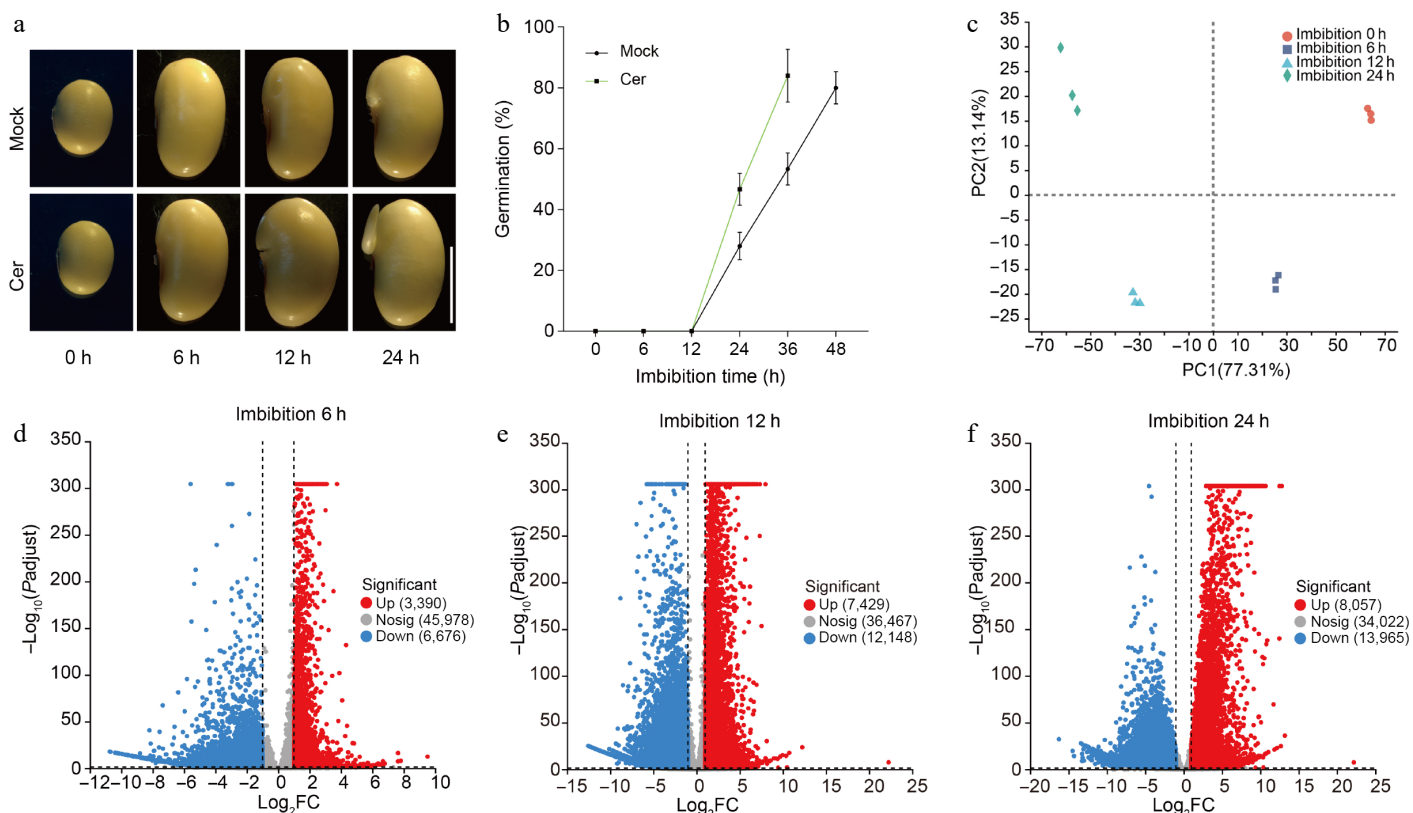 a
Mock
Cer
0 h
6 h
12 h
24 h
b
Germination (%)
100
80
60
40
20
0
Mock
Cer
0
6
12
24
36
48
Imbibition time (h)
c
PC2(13.14%)
35
30
25
20
15
10
5
0
−5
−10
−15
−20
−25
Imbibition 0 h
Imbibition 6 h
Imbibition 12 h
Imbibition 24 h
−70
−50
−30
−10
0
10
30
50
70
PC1(77.31%)
d
Imbibition 6 h
−Log10(Padjust)
350
300
250
200
150
100
50
0
Significant
Up (3,390)
Nosig (45,978)
Down (6,676)
−12
−10
−8
−6
−4
−2
0
2
4
6
8
10
Log2FC
e
Imbibition 12 h
−Log10(Padjust)
350
300
250
200
150
100
50
0
Significant
Up (7,429)
Nosig (36,467)
Down (12,148)
−15
−10
−5
0
5
10
15
20
25
Log2FC
f
Imbibition 24 h
−Log10(Padjust)
350
300
250
200
150
100
50
0
Significant
Up (8,057)
Nosig (34,022)
Down (13,965)
−20
−15
−10
−5
0
5
10
15
20
25
Log2FC